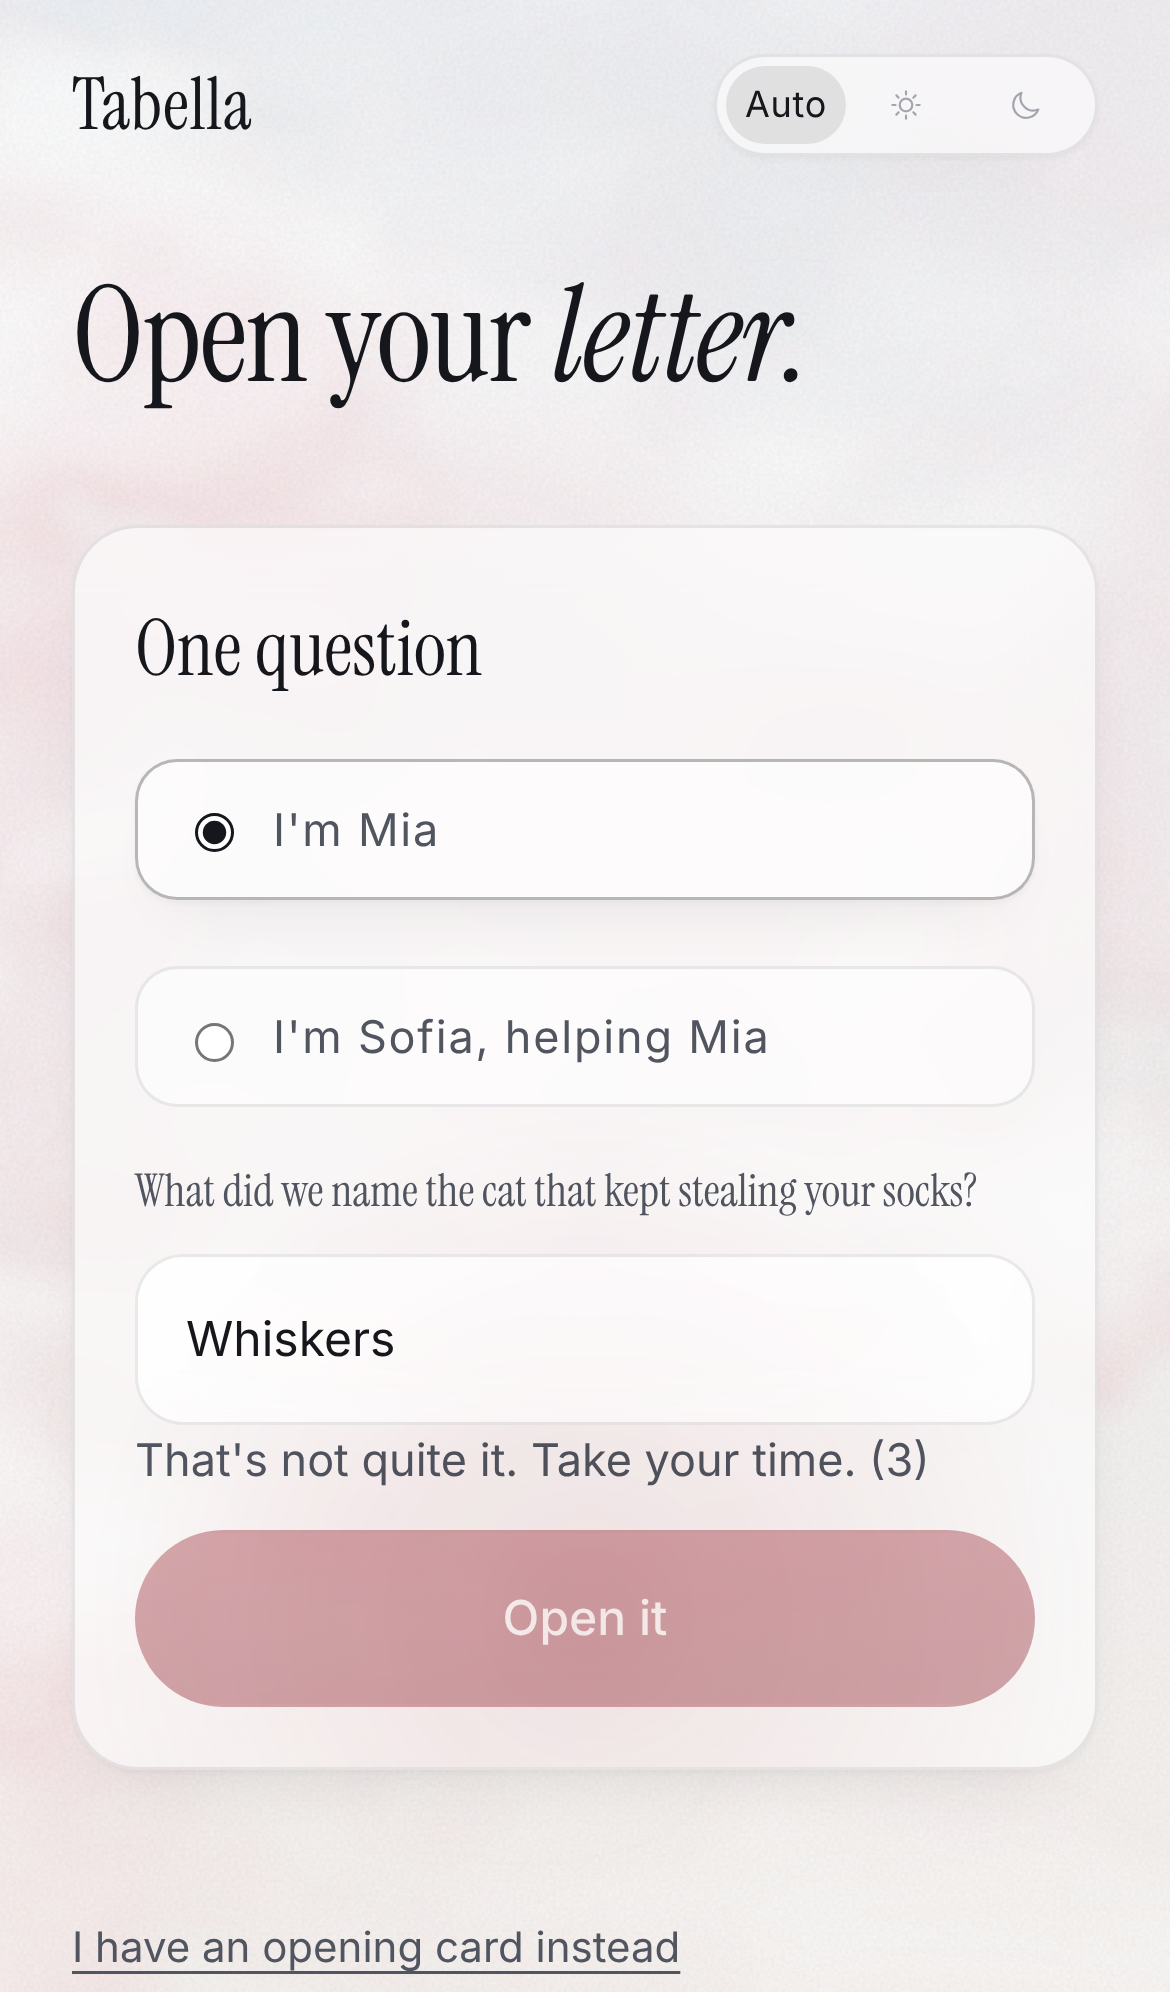 Tabella
Auto
Open your letter.
One question
I'm Mia
I'm Sofia, helping Mia
What did we name the cat that kept stealing your socks?
Whiskers
That's not quite it. Take your time. (3)
Open it
I have an opening card instead